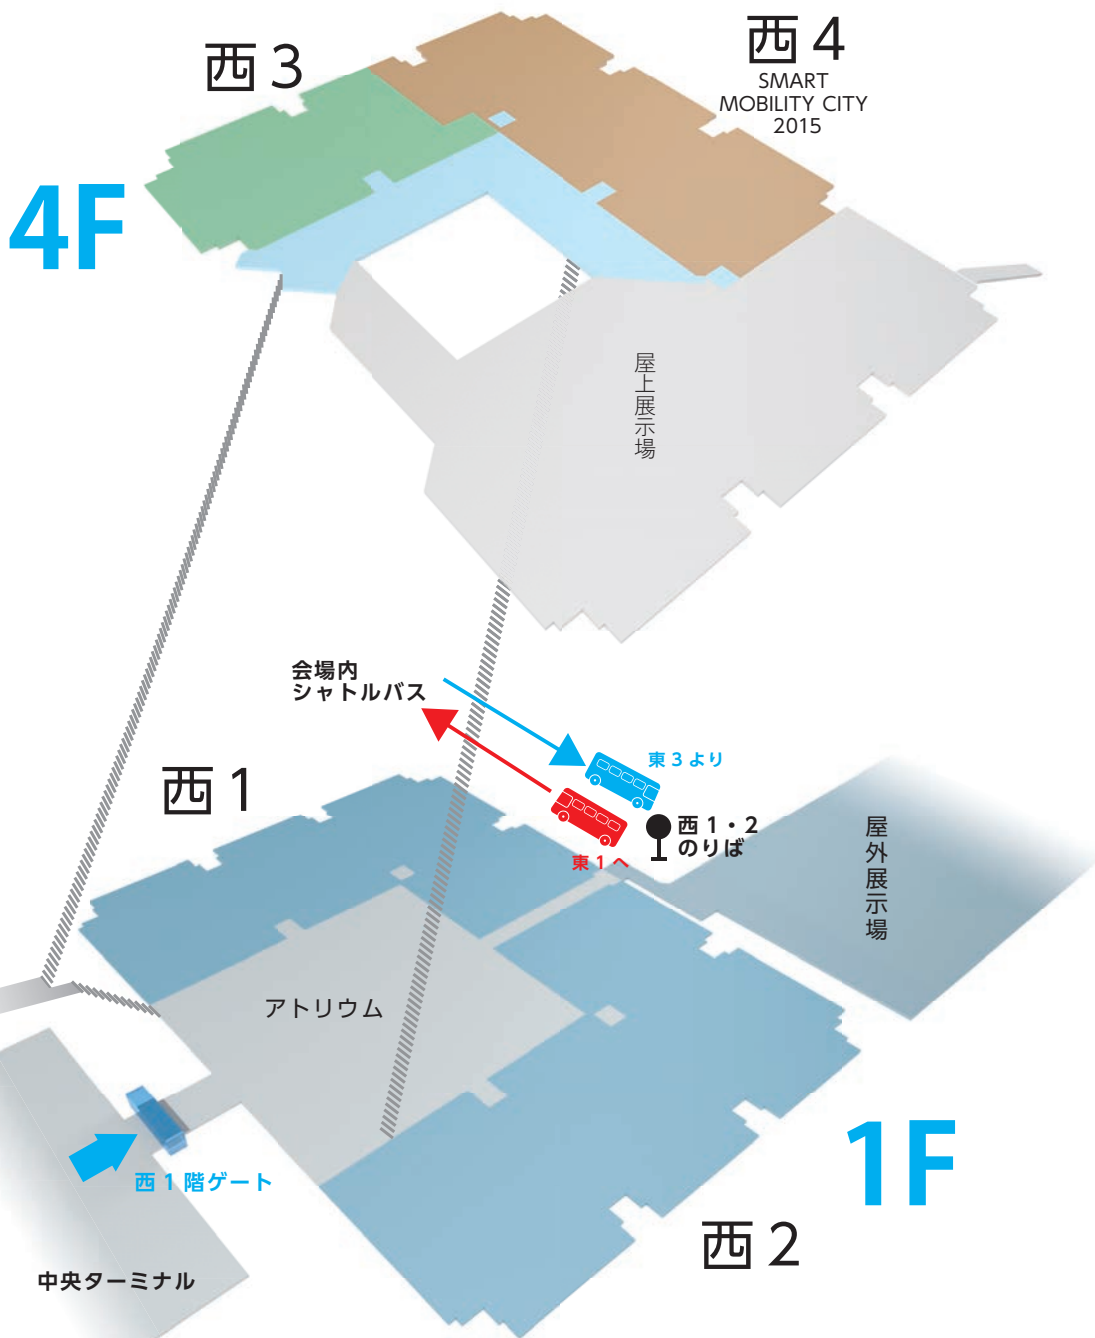 西3
西4
SMART
MOBILITY CITY
2015
4F
屋上展示場
会場内
シャトルバス
東3より
西1・2
のりば
東1へ
西1
屋外展示場
アトリウム
西1階ゲート
1F
西2
中央ターミナル